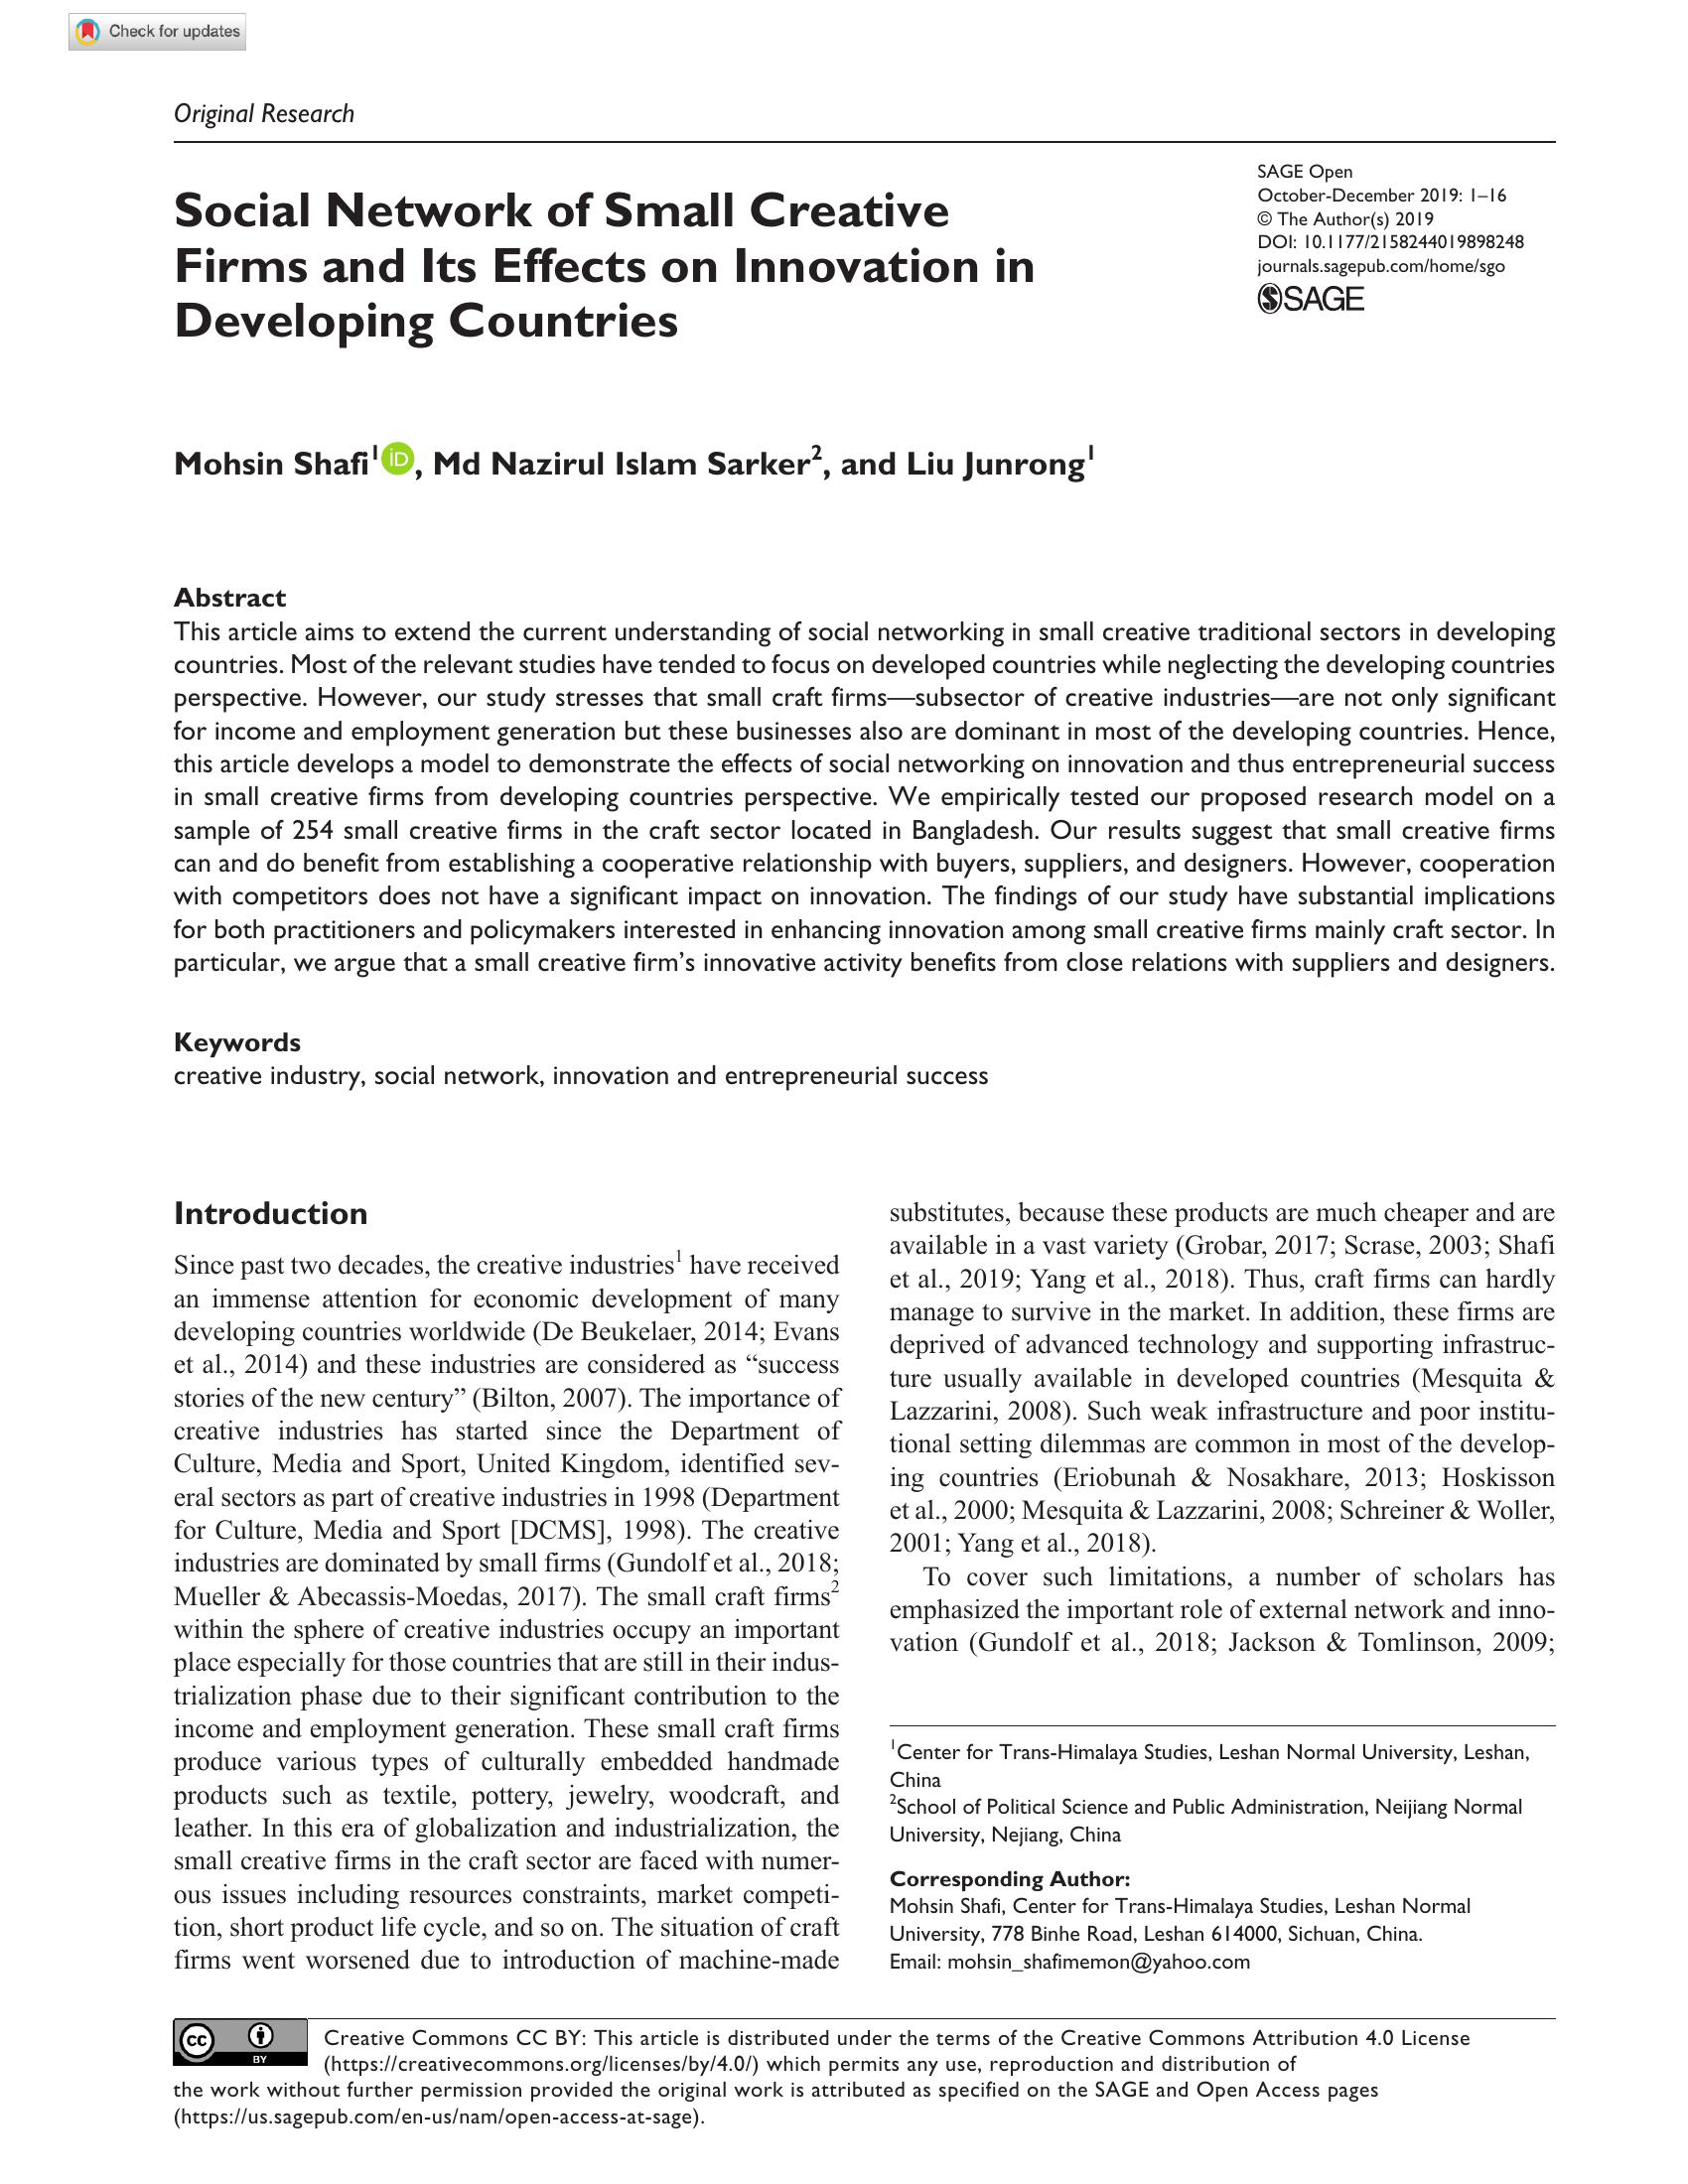 Check for updates
Original Research
SAGE Open
October-December 2019: 1–16
© The Author(s) 2019
DOI: 10.1177/2158244019898248
journals.sagepub.com/home/sgo
SAGE
Social Network of Small Creative
Firms and Its Effects on Innovation in
Developing Countries
Mohsin Shafi1 iD, Md Nazirul Islam Sarker2, and Liu Junrong1
Abstract
This article aims to extend the current understanding of social networking in small creative traditional sectors in developing
countries. Most of the relevant studies have tended to focus on developed countries while neglecting the developing countries
perspective. However, our study stresses that small craft firms—subsector of creative industries—are not only significant
for income and employment generation but these businesses also are dominant in most of the developing countries. Hence,
this article develops a model to demonstrate the effects of social networking on innovation and thus entrepreneurial success
in small creative firms from developing countries perspective. We empirically tested our proposed research model on a
sample of 254 small creative firms in the craft sector located in Bangladesh. Our results suggest that small creative firms
can and do benefit from establishing a cooperative relationship with buyers, suppliers, and designers. However, cooperation
with competitors does not have a significant impact on innovation. The findings of our study have substantial implications
for both practitioners and policymakers interested in enhancing innovation among small creative firms mainly craft sector. In
particular, we argue that a small creative firm's innovative activity benefits from close relations with suppliers and designers.
Keywords
creative industry, social network, innovation and entrepreneurial success
Introduction
Since past two decades, the creative industries1 have received
an immense attention for economic development of many
developing countries worldwide (De Beukelaer, 2014; Evans
et al., 2014) and these industries are considered as “success
stories of the new century” (Bilton, 2007). The importance of
creative industries has started since the Department of
Culture, Media and Sport, United Kingdom, identified sev-
eral sectors as part of creative industries in 1998 (Department
for Culture, Media and Sport [DCMS], 1998). The creative
industries are dominated by small firms (Gundolf et al., 2018;
Mueller & Abecassis-Moedas, 2017). The small craft firms2
within the sphere of creative industries occupy an important
place especially for those countries that are still in their indus-
trialization phase due to their significant contribution to the
income and employment generation. These small craft firms
produce various types of culturally embedded handmade
products such as textile, pottery, jewelry, woodcraft, and
leather. In this era of globalization and industrialization, the
small creative firms in the craft sector are faced with numer-
ous issues including resources constraints, market competi-
tion, short product life cycle, and so on. The situation of craft
firms went worsened due to introduction of machine-made
substitutes, because these products are much cheaper and are
available in a vast variety (Grobar, 2017; Scrase, 2003; Shafi
et al., 2019; Yang et al., 2018). Thus, craft firms can hardly
manage to survive in the market. In addition, these firms are
deprived of advanced technology and supporting infrastruc-
ture usually available in developed countries (Mesquita &
Lazzarini, 2008). Such weak infrastructure and poor institu-
tional setting dilemmas are common in most of the develop-
ing countries (Eriobunah & Nosakhare, 2013; Hoskisson
et al., 2000; Mesquita & Lazzarini, 2008; Schreiner & Woller,
2001; Yang et al., 2018).
To cover such limitations, a number of scholars has
emphasized the important role of external network and inno-
vation (Gundolf et al., 2018; Jackson & Tomlinson, 2009;
1Center for Trans-Himalaya Studies, Leshan Normal University, Leshan,
China
2School of Political Science and Public Administration, Neijiang Normal
University, Nejiang, China
Corresponding Author:
Mohsin Shafi, Center for Trans-Himalaya Studies, Leshan Normal
University, 778 Binhe Road, Leshan 614000, Sichuan, China.
Email: mohsin_shafimemon@yahoo.com
CC BY
Creative Commons CC BY: This article is distributed under the terms of the Creative Commons Attribution 4.0 License
(https://creativecommons.org/licenses/by/4.0/) which permits any use, reproduction and distribution of
the work without further permission provided the original work is attributed as specified on the SAGE and Open Access pages
(https://us.sagepub.com/en-us/nam/open-access-at-sage).